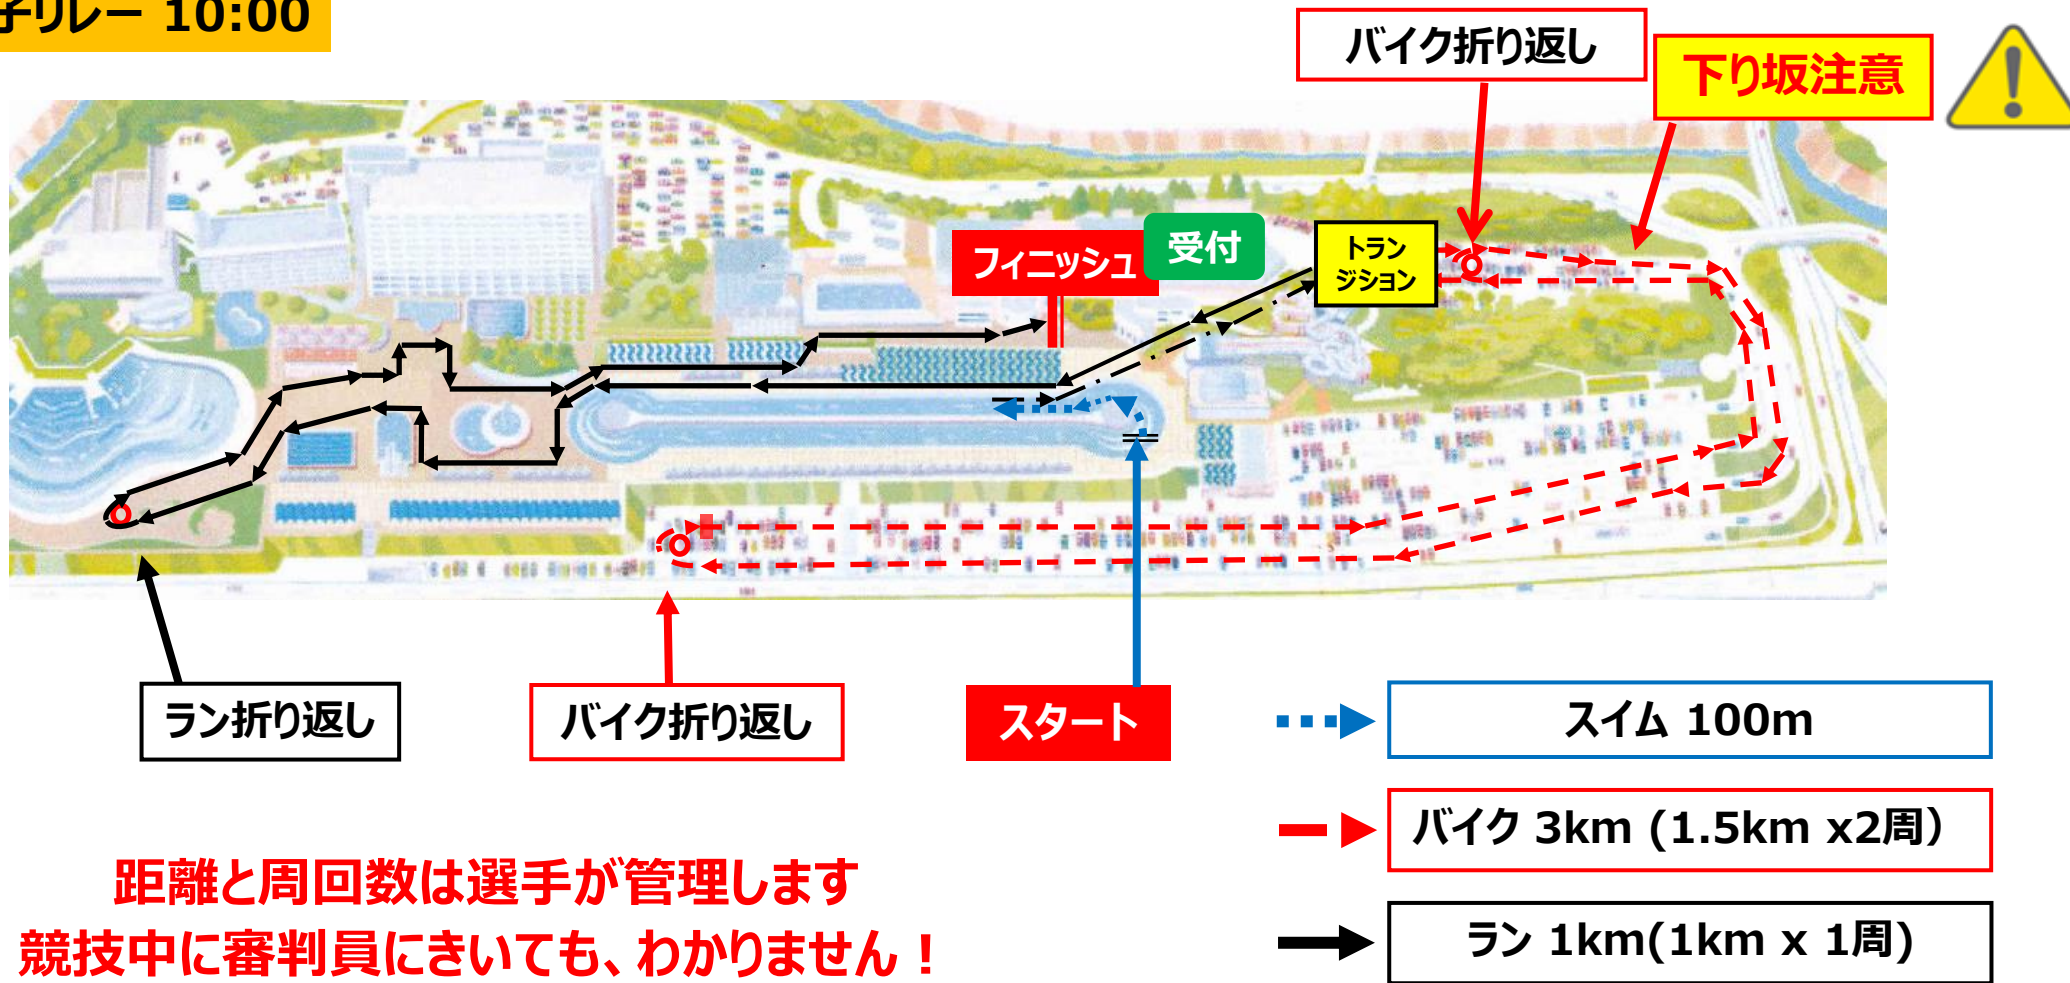 子リレー 10:00
バイク折り返し
下り坂注意
フィニッシュ
受付
トラン
ジション
ラン折り返し
バイク折り返し
スタート
スイム 100m
バイク 3km (1.5km x2周）
ラン 1km(1km x 1周)
距離と周回数は選手が管理します
競技中に審判員にきいても、わかりません！